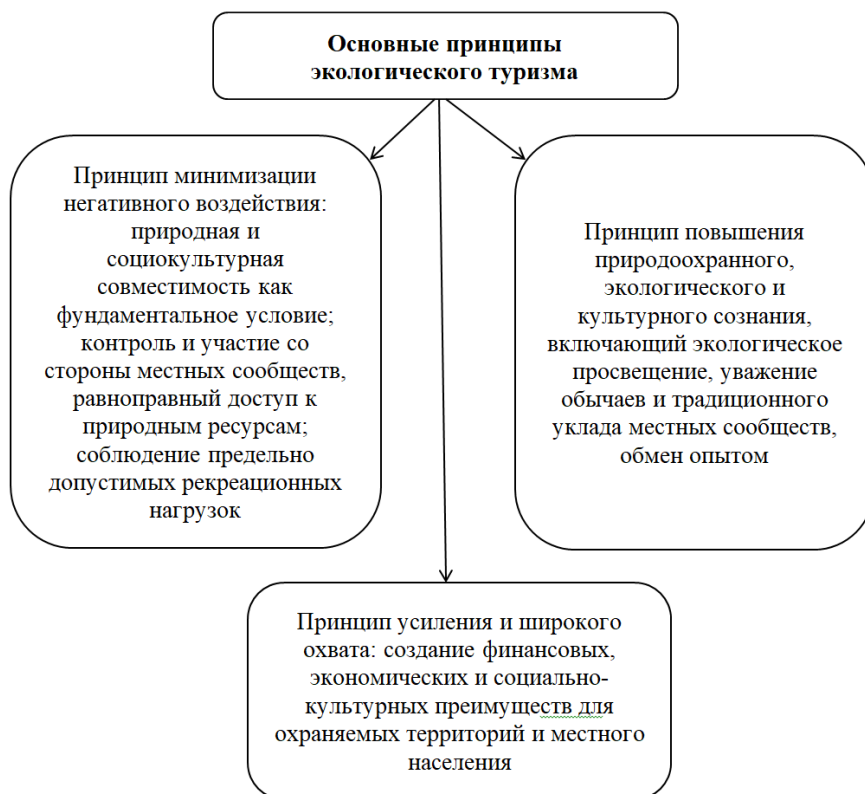 Основные принципы
экологического туризма
Принцип минимизации
негативного воздействия:
природная и
социокультурная
совместимость как
фундаментальное условие;
контроль и участие со
стороны местных сообществ,
равноправный доступ к
природным ресурсам;
соблюдение предельно
допустимых рекреационных
нагрузок
Принцип повышения
природоохранного,
экологического и
культурного сознания,
включающий экологическое
просвещение, уважение
обычаев и традиционного
уклада местных сообществ,
обмен опытом
Принцип усиления и широкого
охвата: создание финансовых,
экономических и социально-
культурных преимуществ для
охраняемых территорий и местного
населения